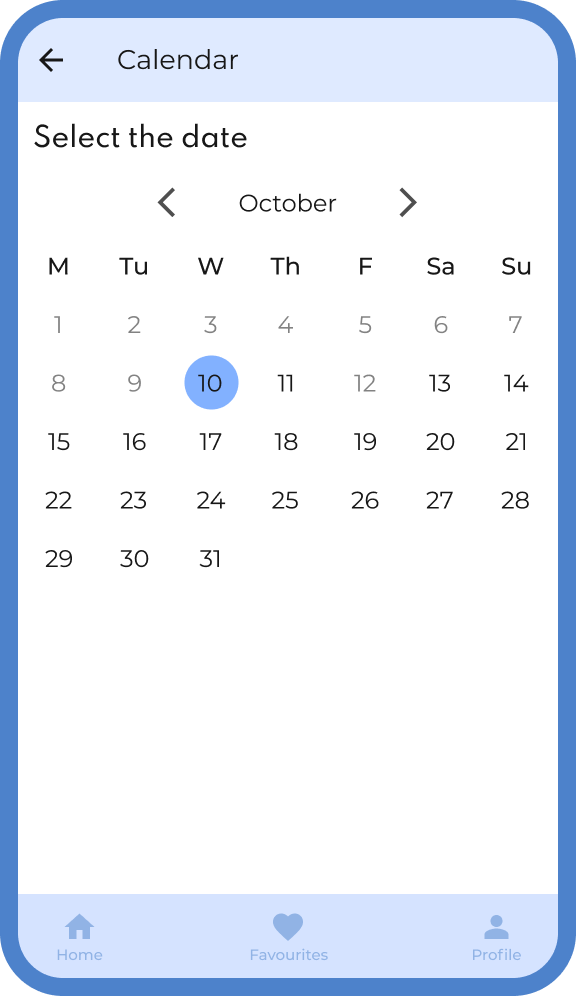 Calendar
Select the date
October
M Tu W Th F Sa Su
1 2 3 4 5 6 7
8 9 10 11 12 13 14
15 16 17 18 19 20 21
22 23 24 25 26 27 28
29 30 31
Home Favourites Profile